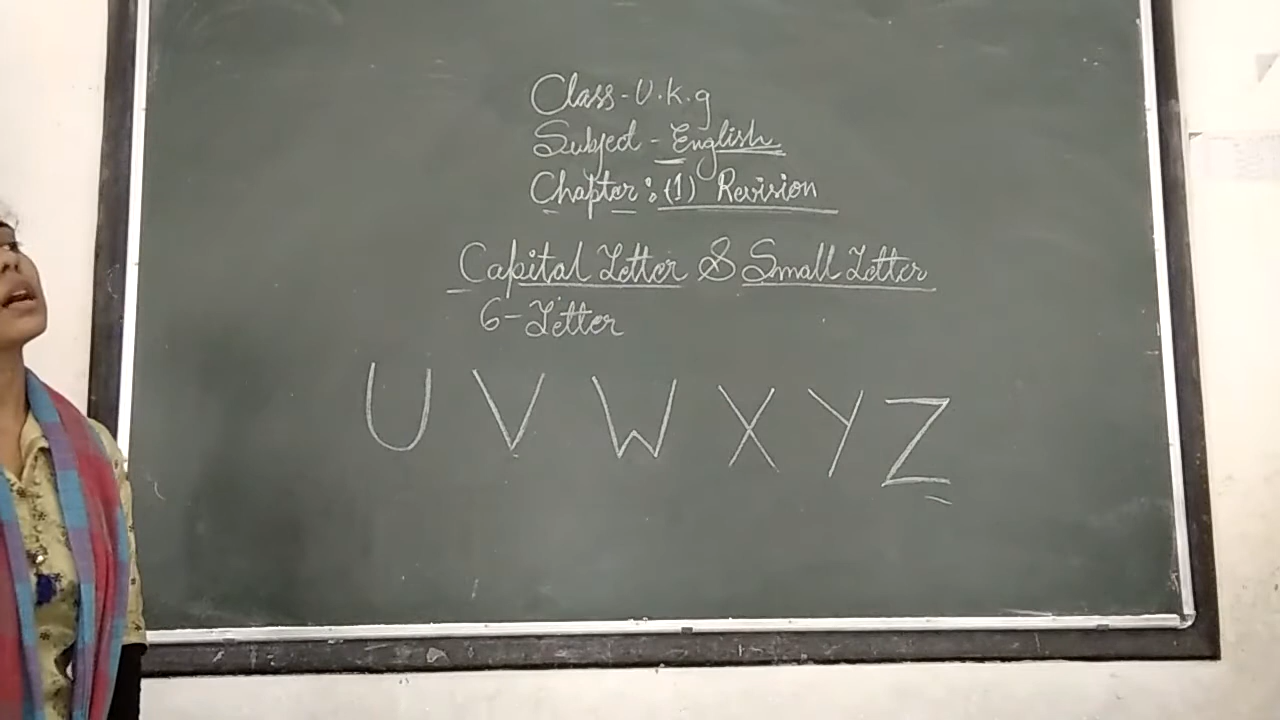 Class - U.K.g
Subject - English
Chapter : (1) Revision
Capital Letter & Small Letter
6 - Letter
U V W X Y Z